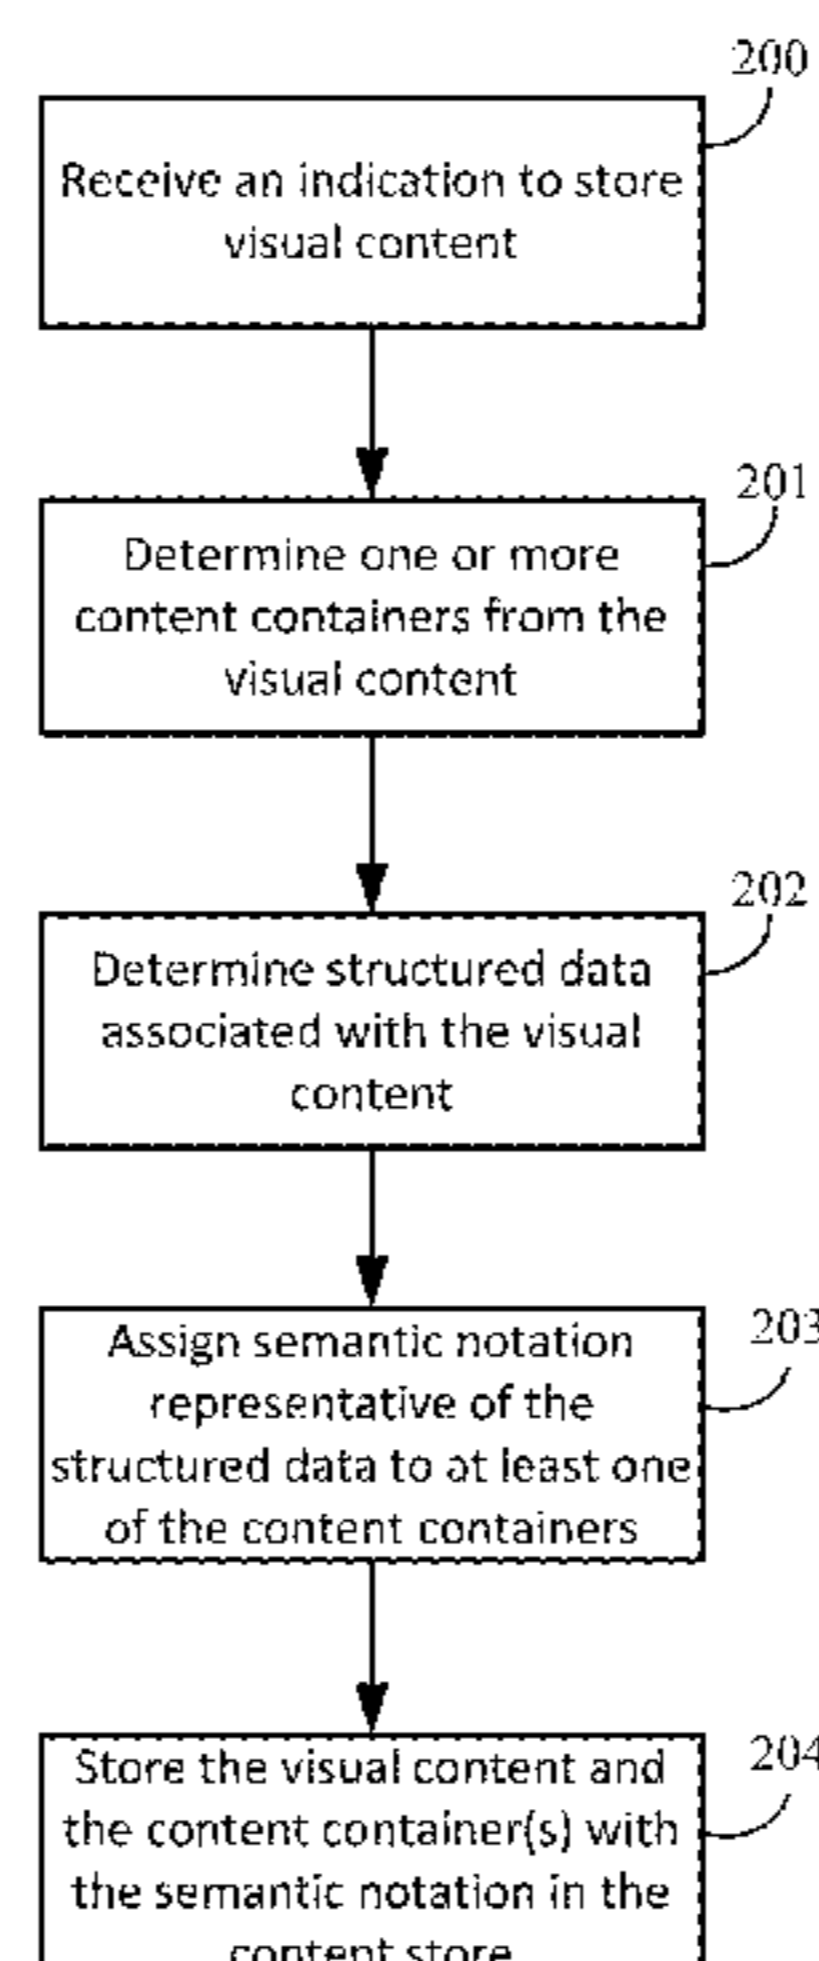 200
Receive an indication to store
visual content
201
Determine one or more
content containers from the
visual content
202
Determine structured data
associated with the visual
content
203
Assign semantic notation
representative of the
structured data to at least one
of the content containers
204
Store the visual content and
the content container(s) with
the semantic notation in the
content store